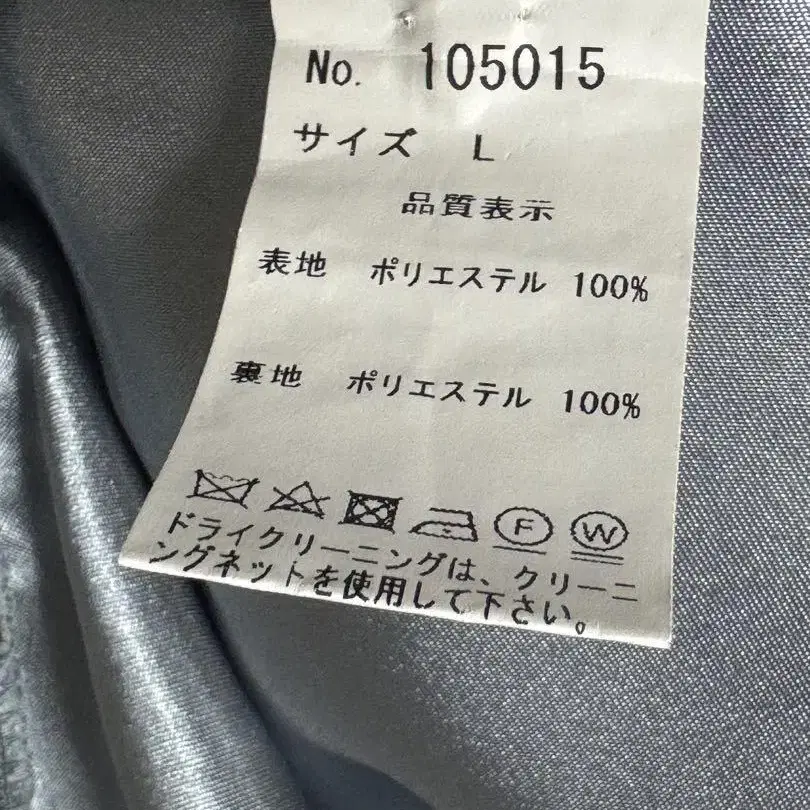 No. 105015
サイズ L
品質表示
表地 ポリエステル 100%
裏地 ポリエステル 100%
F W
ドライクリーニングは、クリーニ
ングネットを使用して下さい。